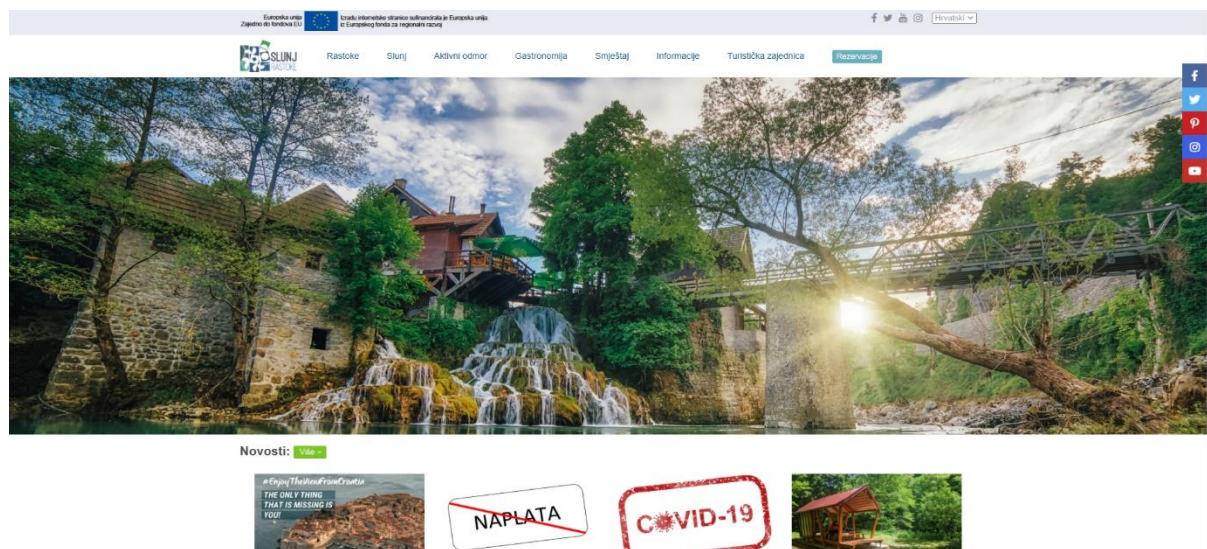 Europska unija
Zajedno do fondova EU
Izradu internetske stranice sufinancirala je Europska unija
iz Europskog fonda za regionalni razvoj
Hrvatski
SLUNJ
RASTOKE
Rastoke
Slunj
Aktivni odmor
Gastronomija
Smještaj
Informacije
Turistička zajednica
Rezervacije
Novosti:
Više »
#EnjoyTheViewFromCroatia
THE ONLY THING
THAT IS MISSING IS
YOU!
NAPLATA
COVID-19